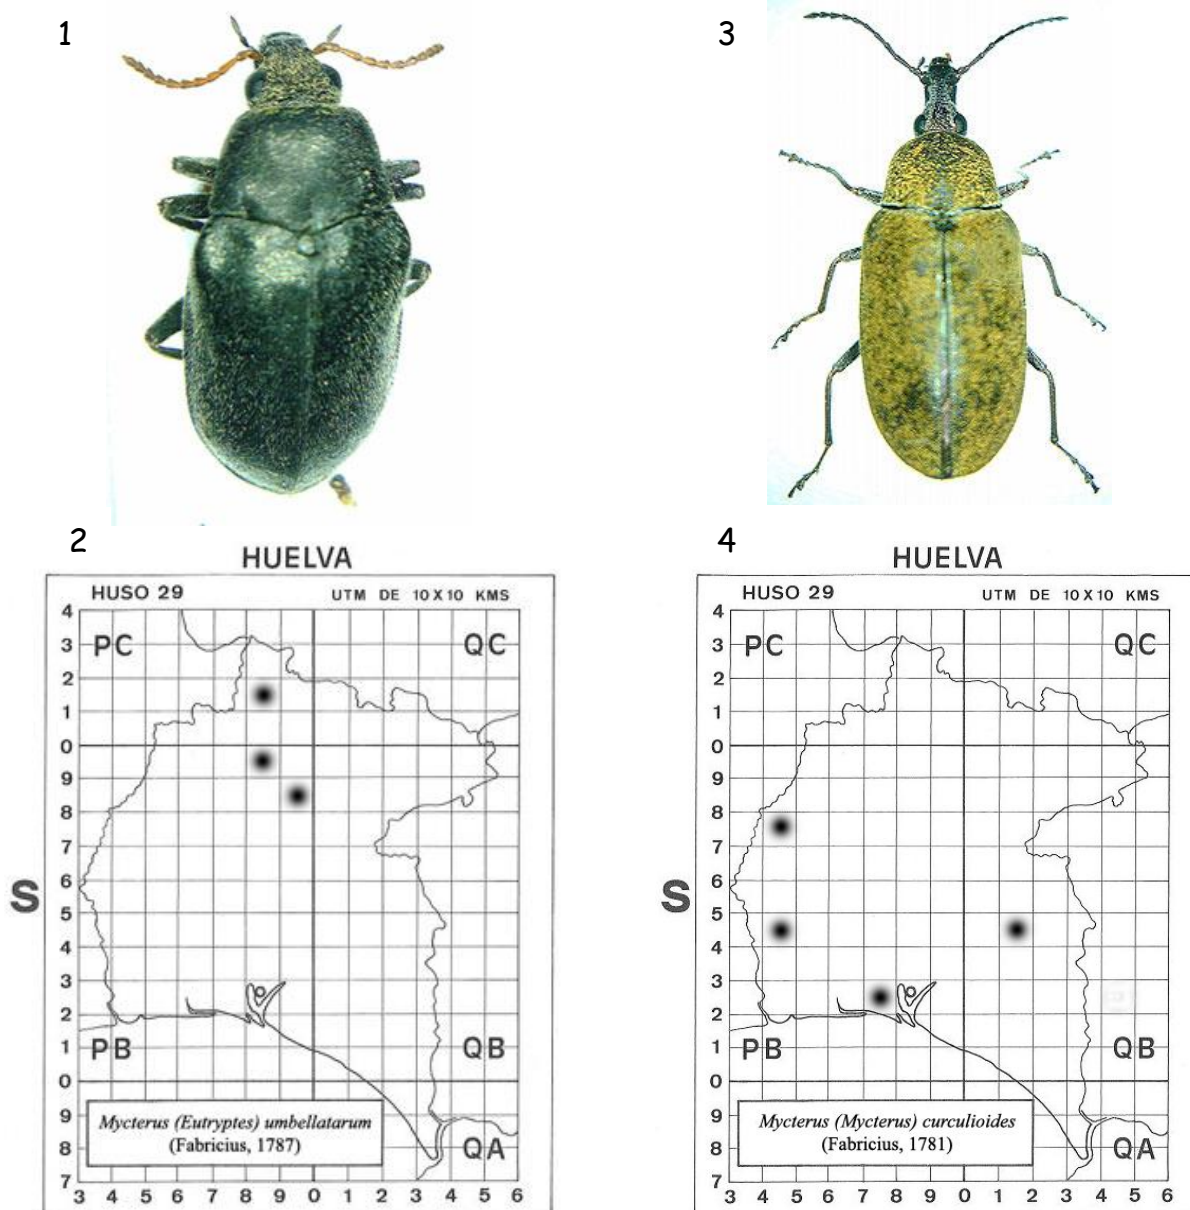 1
3
2
HUELVA
HUSO 29 UTM DE 10 X 10 KMS
4
3
2
1
0
9
8
7
6
5
4
3
2
1
0
9
8
7
PC QC
S
PB QB
QA
Mycterus (Eutryptes) umbellatarum
(Fabricius, 1787)
3 4 5 6 7 8 9 0 1 2 3 4 5 6
4
HUELVA
HUSO 29 UTM DE 10 X 10 KMS
4
3
2
1
0
9
8
7
6
5
4
3
2
1
0
9
8
7
PC QC
S
PB QB
QA
Mycterus (Mycterus) curculioides
(Fabricius, 1781)
3 4 5 6 7 8 9 0 1 2 3 4 5 6